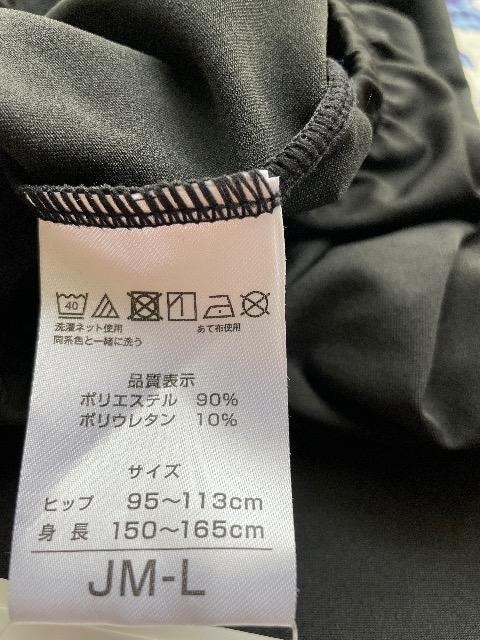 40
洗濯ネット使用
同系色と一緒に洗う
あて布使用
品質表示
ポリエステル 90%
ポリウレタン 10%
サイズ
ヒップ 95〜113cm
身長 150〜165cm
JM-L